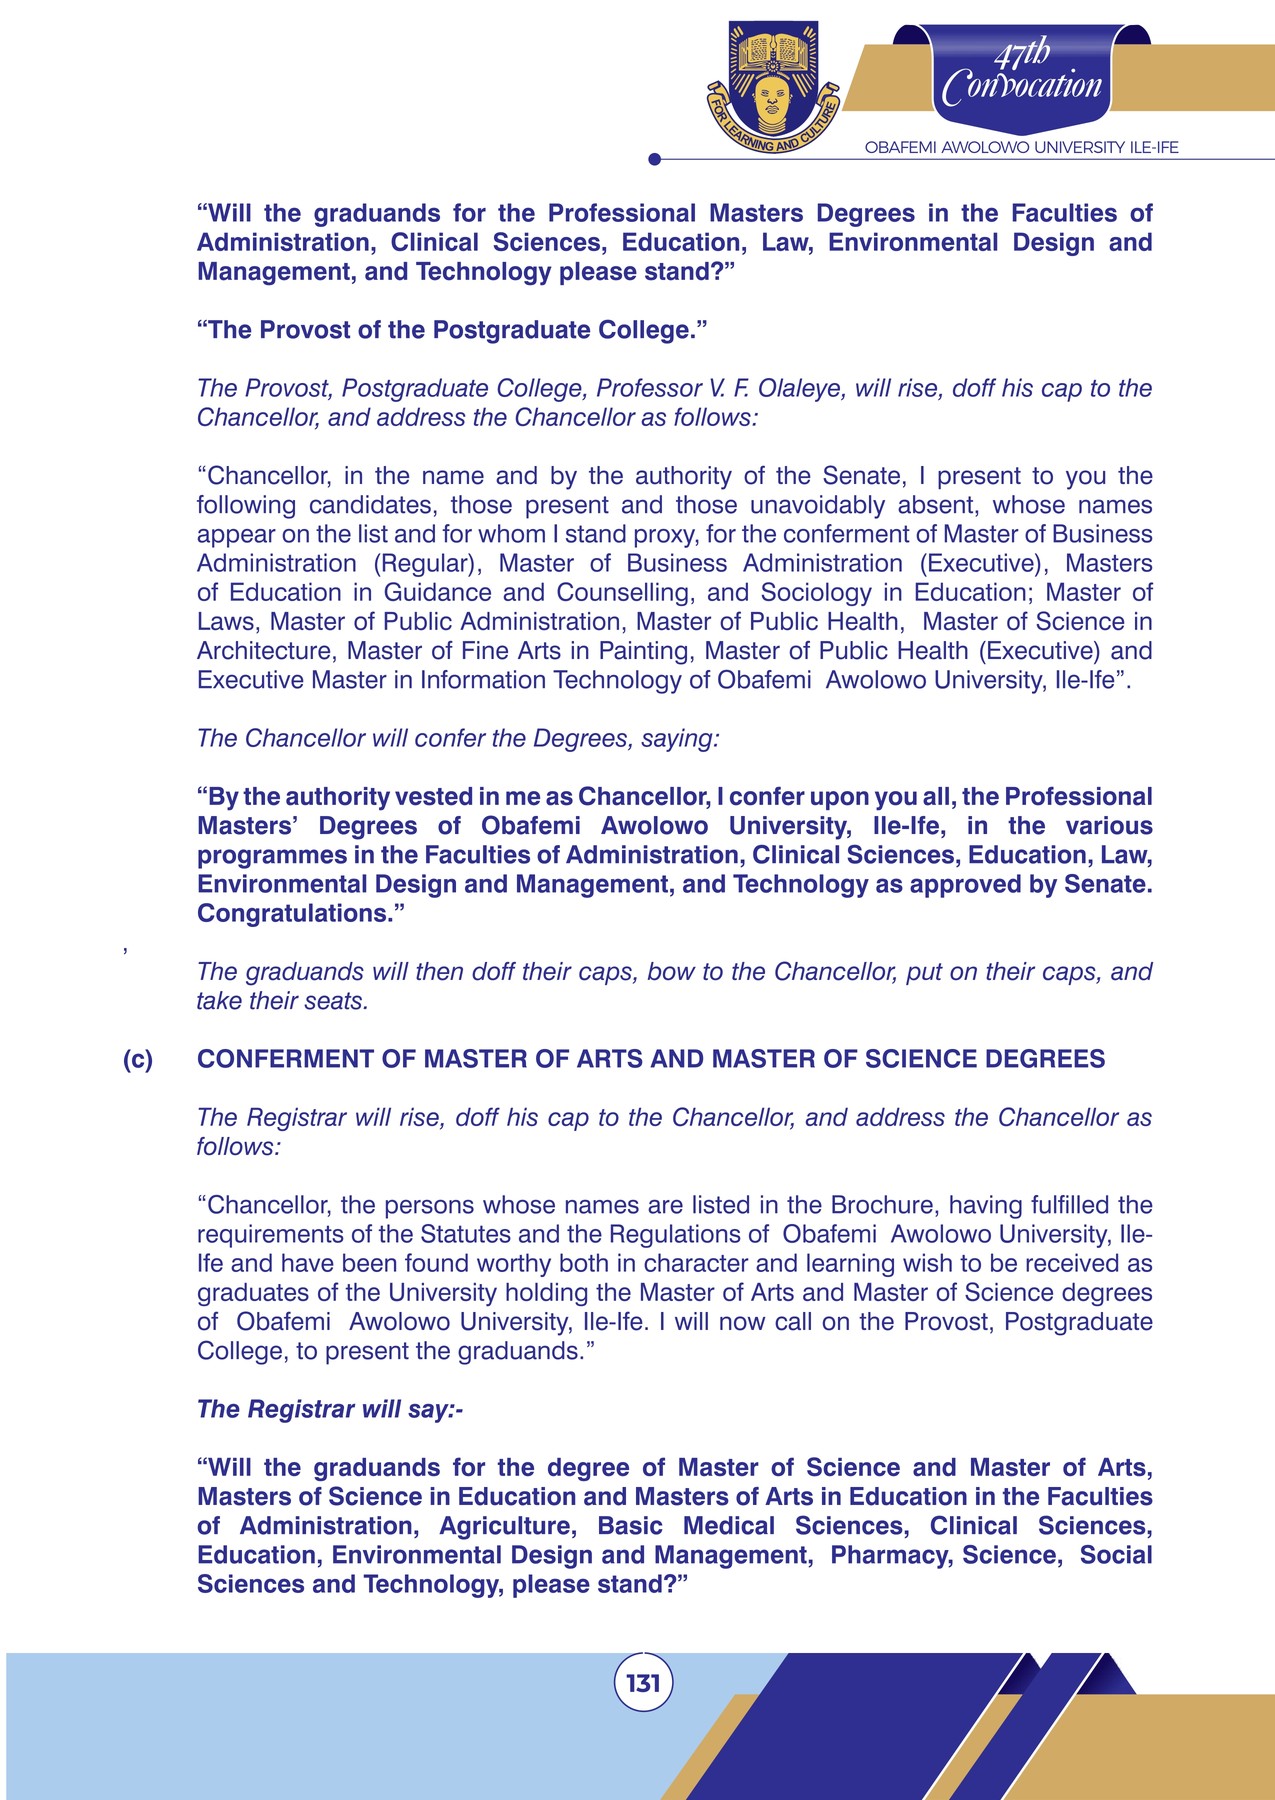 47th
Convocation
FOR LEARNING AND CULTURE
OBAFEMI AWOLOWO UNIVERSITY ILE-IFE
“Will the graduands for the Professional Masters Degrees in the Faculties of
Administration, Clinical Sciences, Education, Law, Environmental Design and
Management, and Technology please stand?”
“The Provost of the Postgraduate College.”
The Provost, Postgraduate College, Professor V. F. Olaleye, will rise, doff his cap to the
Chancellor, and address the Chancellor as follows:
“Chancellor, in the name and by the authority of the Senate, I present to you the
following candidates, those present and those unavoidably absent, whose names
appear on the list and for whom I stand proxy, for the conferment of Master of Business
Administration (Regular), Master of Business Administration (Executive), Masters
of Education in Guidance and Counselling, and Sociology in Education; Master of
Laws, Master of Public Administration, Master of Public Health, Master of Science in
Architecture, Master of Fine Arts in Painting, Master of Public Health (Executive) and
Executive Master in Information Technology of Obafemi Awolowo University, Ile-Ife”.
The Chancellor will confer the Degrees, saying:
“By the authority vested in me as Chancellor, I confer upon you all, the Professional
Masters’ Degrees of Obafemi Awolowo University, Ile-Ife, in the various
programmes in the Faculties of Administration, Clinical Sciences, Education, Law,
Environmental Design and Management, and Technology as approved by Senate.
Congratulations.”
,
The graduands will then doff their caps, bow to the Chancellor, put on their caps, and
take their seats.
(c) CONFERMENT OF MASTER OF ARTS AND MASTER OF SCIENCE DEGREES
The Registrar will rise, doff his cap to the Chancellor, and address the Chancellor as
follows:
“Chancellor, the persons whose names are listed in the Brochure, having fulfilled the
requirements of the Statutes and the Regulations of Obafemi Awolowo University, Ile-
Ife and have been found worthy both in character and learning wish to be received as
graduates of the University holding the Master of Arts and Master of Science degrees
of Obafemi Awolowo University, Ile-Ife. I will now call on the Provost, Postgraduate
College, to present the graduands.”
The Registrar will say:-
“Will the graduands for the degree of Master of Science and Master of Arts,
Masters of Science in Education and Masters of Arts in Education in the Faculties
of Administration, Agriculture, Basic Medical Sciences, Clinical Sciences,
Education, Environmental Design and Management, Pharmacy, Science, Social
Sciences and Technology, please stand?”
131